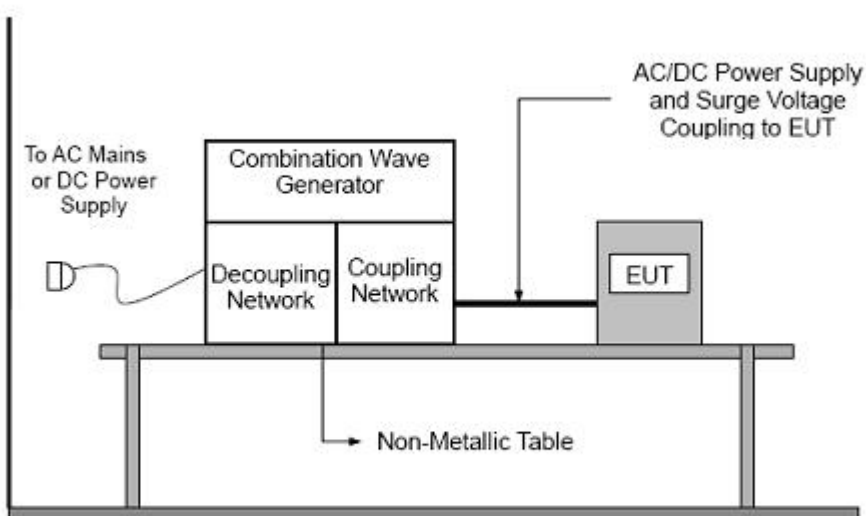 AC/DC Power Supply
and Surge Voltage
Coupling to EUT
To AC Mains
or DC Power
Supply
Combination Wave
Generator
Decoupling
Network
Coupling
Network
EUT
Non-Metallic Table